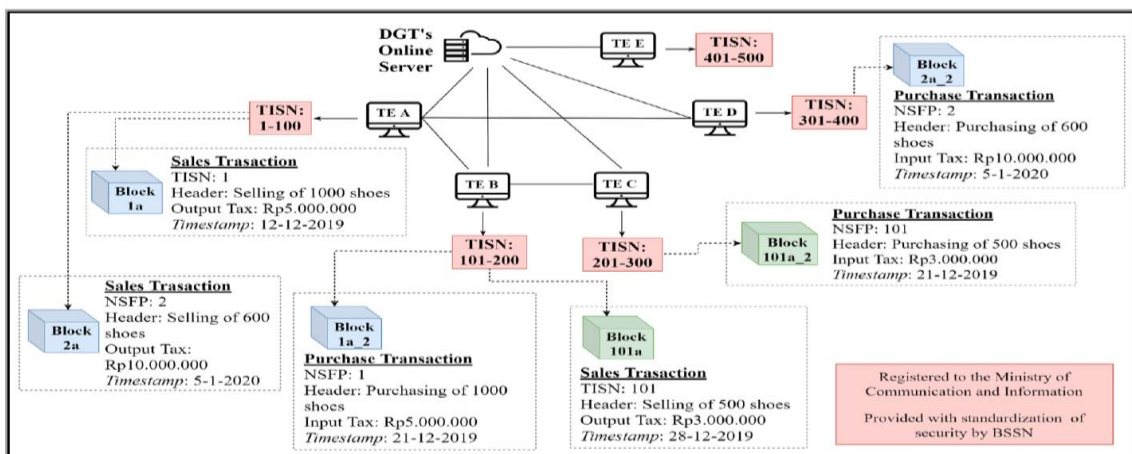 DGT's
Online
Server
TE E
TISN:
401-500
Block
2a_2
Purchase Transaction
NSFP: 2
Header: Purchasing of 600
shoes
Input Tax: Rp10.000.000
Timestamp: 5-1-2020
TISN:
1-100
TE A
TE D
TISN:
301-400
Sales Trasaction
TISN: 1
Header: Selling of 1000 shoes
Output Tax: Rp5.000.000
Timestamp: 12-12-2019
Block
1a
TE B
TE C
TISN:
101-200
TISN:
201-300
Block
101a_2
Purchase Transaction
NSFP: 101
Header: Purchasing of 500 shoes
Input Tax: Rp3.000.000
Timestamp: 21-12-2019
Sales Trasaction
NSFP: 2
Header: Selling of 600
shoes
Output Tax:
Rp10.000.000
Timestamp: 5-1-2020
Block
2a
Block
1a_2
Purchase Transaction
NSFP: 1
Header: Purchasing of 1000
shoes
Input Tax: Rp5.000.000
Timestamp: 21-12-2019
Block
101a
Sales Trasaction
TISN: 101
Header: Selling of 500 shoes
Output Tax: Rp3.000.000
Timestamp: 28-12-2019
Registered to the Ministry of
Communication and Information
Provided with standardization of
security by BSSN